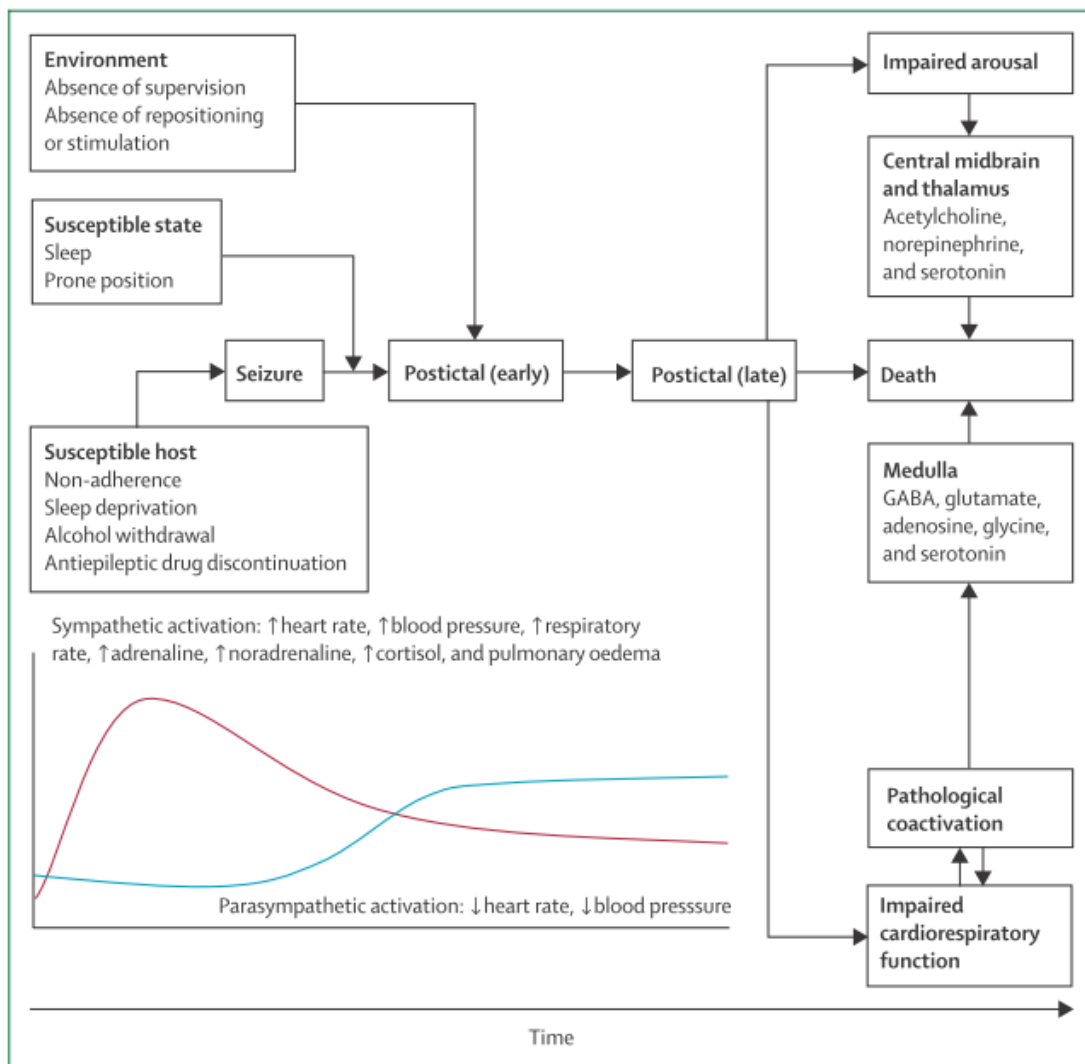 Environment
Absence of supervision
Absence of repositioning
or stimulation
Susceptible state
Sleep
Prone position
Seizure
Postictal (early)
Postictal (late)
Susceptible host
Non-adherence
Sleep deprivation
Alcohol withdrawal
Antiepileptic drug discontinuation
Impaired arousal
Central midbrain
and thalamus
Acetylcholine,
norepinephrine,
and serotonin
Death
Medulla
GABA, glutamate,
adenosine, glycine,
and serotonin
Pathological
coactivation
Impaired
cardiorespiratory
function
Sympathetic activation: ↑heart rate, ↑blood pressure, ↑respiratory
rate, ↑adrenaline, ↑noradrenaline, ↑cortisol, and pulmonary oedema
Parasympathetic activation: ↓heart rate, ↓blood presssure
Time